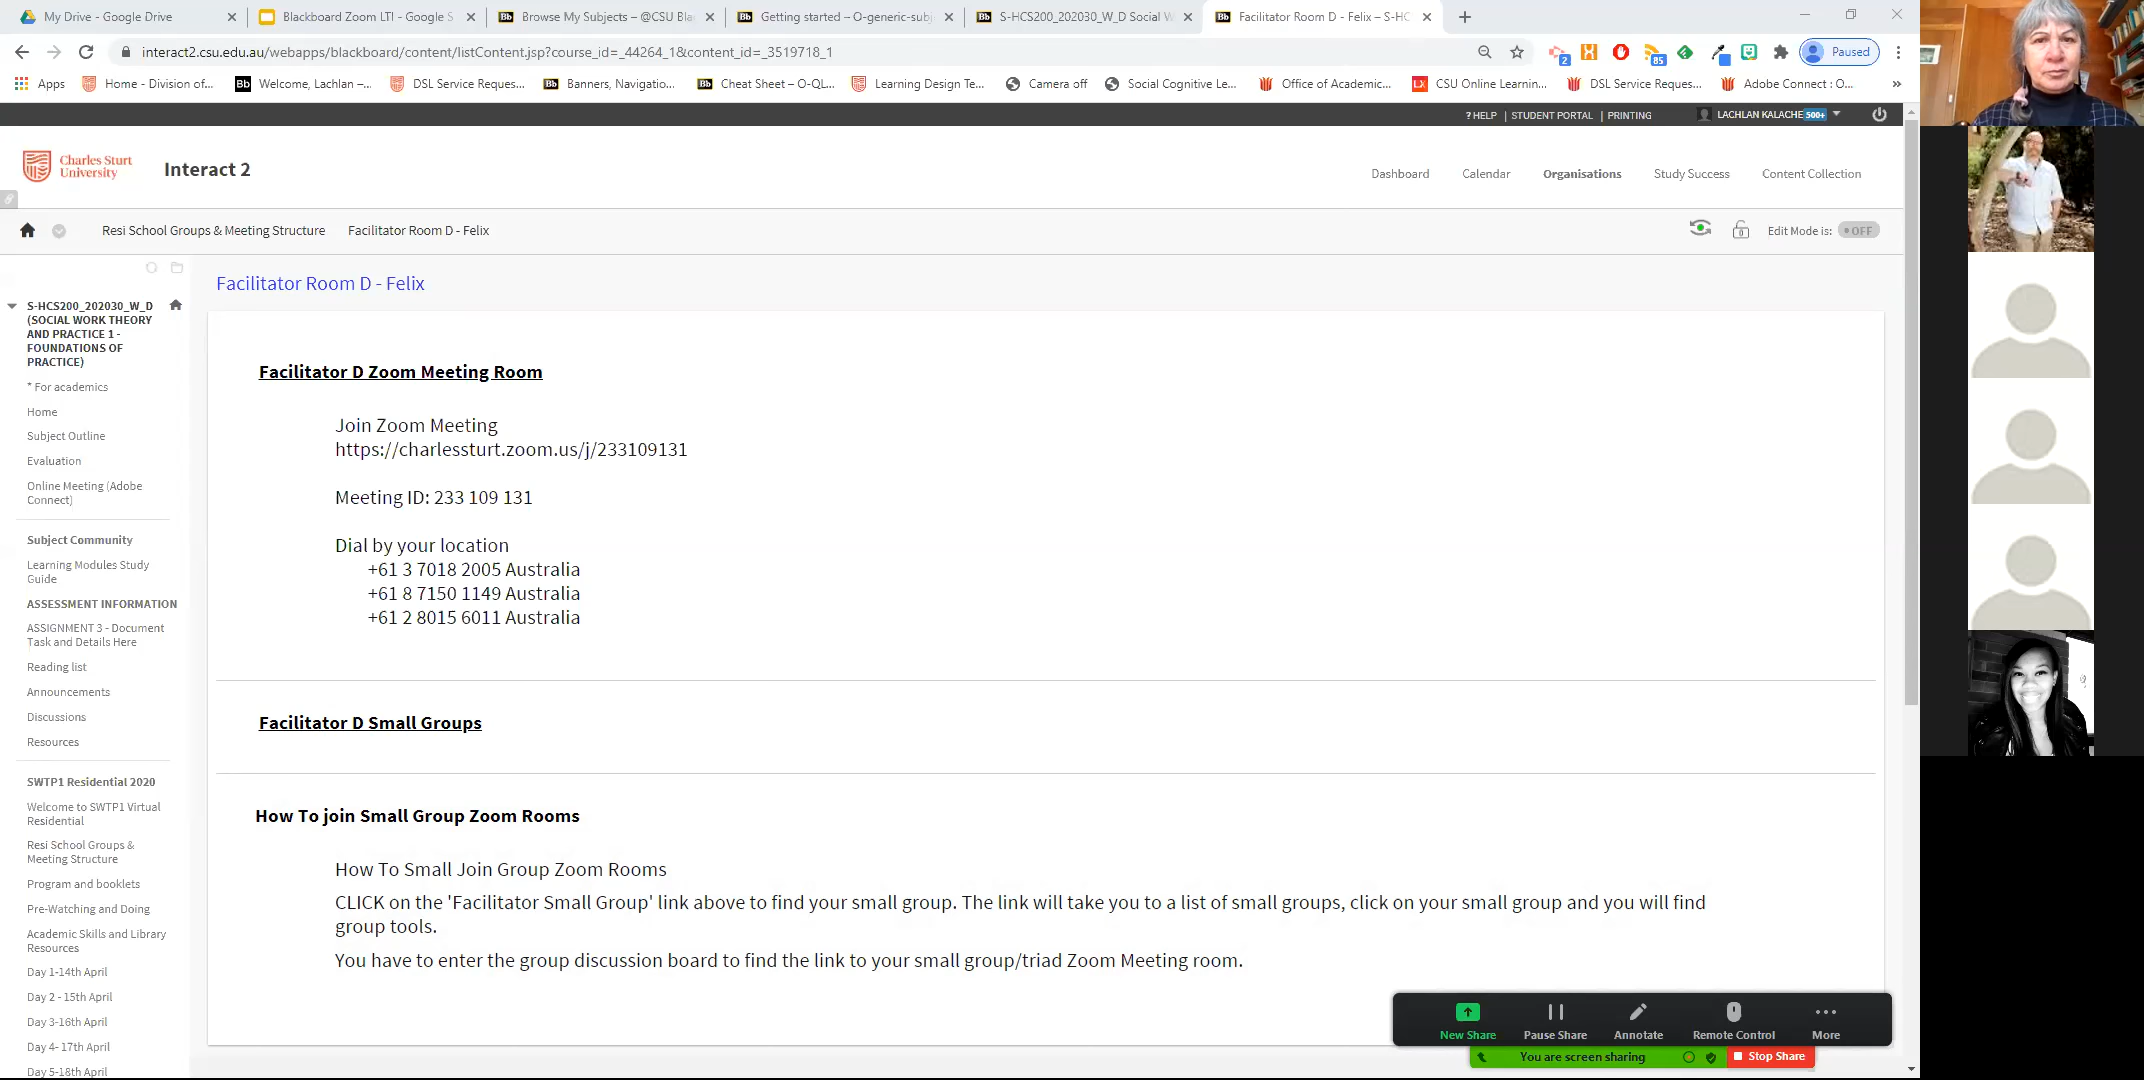 My Drive - Google Drive
Blackboard Zoom LTI - Google S
Browse My Subjects – @CSU Bla
Getting started – O-generic-subj
S-HCS200_202030_W_D Social W
Facilitator Room D - Felix – S-HC
interact2.csu.edu.au/webapps/blackboard/content/listContent.jsp?course_id=_44264_1&content_id=_3519718_1
2
85
Paused
Apps
Home - Division of...
Welcome, Lachlan –...
DSL Service Reques...
Banners, Navigatio...
Cheat Sheet – O-QL...
Learning Design Te...
Camera off
Social Cognitive Le...
Office of Academic...
CSU Online Learnin...
DSL Service Reques...
Adobe Connect : O...
? HELP | STUDENT PORTAL | PRINTING
LACHLAN KALACHE 500+
Charles Sturt
University
Interact 2
Dashboard
Calendar
Organisations
Study Success
Content Collection
Resi School Groups & Meeting Structure
Facilitator Room D - Felix
Edit Mode is:
OFF
S-HCS200_202030_W_D
(SOCIAL WORK THEORY
AND PRACTICE 1 -
FOUNDATIONS OF
PRACTICE)
* For academics
Home
Subject Outline
Evaluation
Online Meeting (Adobe
Connect)
Subject Community
Learning Modules Study
Guide
ASSESSMENT INFORMATION
ASSIGNMENT 3 - Document
Task and Details Here
Reading list
Announcements
Discussions
Resources
SWTP1 Residential 2020
Welcome to SWTP1 Virtual
Residential
Resi School Groups &
Meeting Structure
Program and booklets
Pre-Watching and Doing
Academic Skills and Library
Resources
Day 1-14th April
Day 2 - 15th April
Day 3-16th April
Day 4- 17th April
Day 5-18th April
Facilitator Room D - Felix
Facilitator D Zoom Meeting Room
Join Zoom Meeting
https://charlessturt.zoom.us/j/233109131
Meeting ID: 233 109 131
Dial by your location
+61 3 7018 2005 Australia
+61 8 7150 1149 Australia
+61 2 8015 6011 Australia
Facilitator D Small Groups
How To join Small Group Zoom Rooms
How To Small Join Group Zoom Rooms
CLICK on the 'Facilitator Small Group' link above to find your small group. The link will take you to a list of small groups, click on your small group and you will find
group tools.
You have to enter the group discussion board to find the link to your small group/triad Zoom Meeting room.
New Share
Pause Share
Annotate
Remote Control
More
You are screen sharing
Stop Share